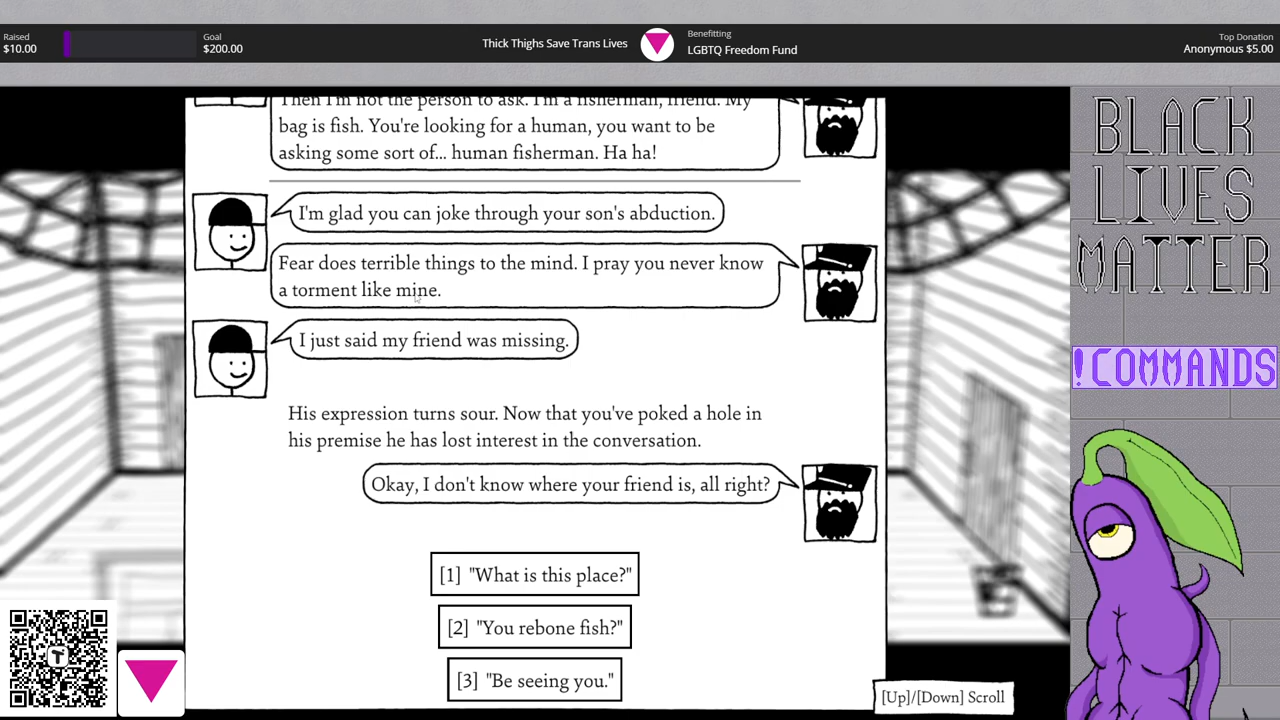 Raised
$10.00
Goal
$200.00
Thick Thighs Save Trans Lives
Benefitting
LGBTQ Freedom Fund
Top Donation
Anonymous $5.00
Then I'm not the person to ask. I'm a fisherman, friend. My
bag is fish. You're looking for a human, you want to be
asking some sort of... human fisherman. Ha ha!
I'm glad you can joke through your son's abduction.
Fear does terrible things to the mind. I pray you never know
a torment like mine.
I just said my friend was missing.
His expression turns sour. Now that you've poked a hole in
his premise he has lost interest in the conversation.
Okay, I don't know where your friend is, all right?
[1] "What is this place?"
[2] "You rebone fish?"
[3] "Be seeing you."
[Up]/[Down] Scroll
BLACK
LIVES
MATTER
!COMMANDS
T